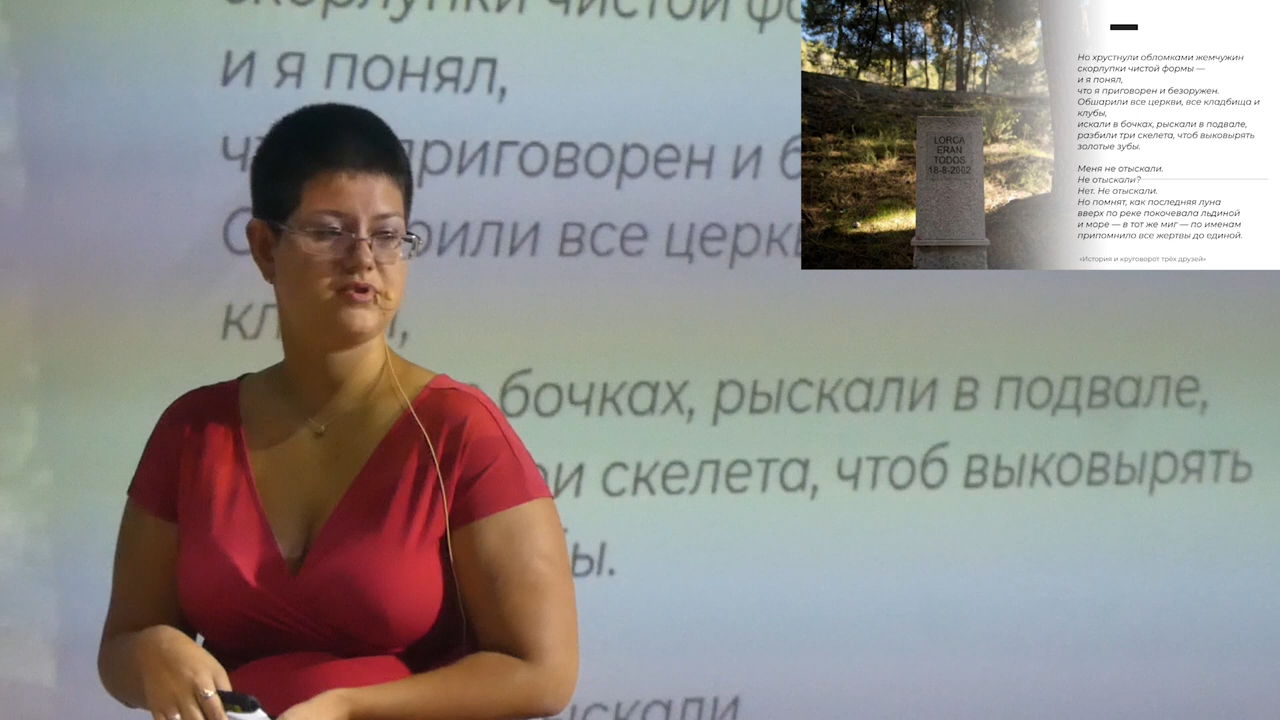 скорлупки чистой фо
и я понял,
приговорен и б
все церкв
бочках, рыскали в подвале,
скелета, чтоб выковырять
LORCA
ERAN
TODOS
18-8-2002
Но хрустнули обломками жемчужин
скорлупки чистой формы —
и я понял,
что я приговорен и безоружен.
Обшарили все церкви, все кладбища и
клубы,
искали в бочках, рыскали в подвале,
разбили три скелета, чтоб выковырять
золотые зубы.
Меня не отыскали.
Не отыскали?
Нет. Не отыскали.
Но помнят, как последняя луна
вверх по реке покочевала льдиной
и море — в тот же миг — по именам
припомнило все жертвы до единой.
«История и круговорот трёх друзей»